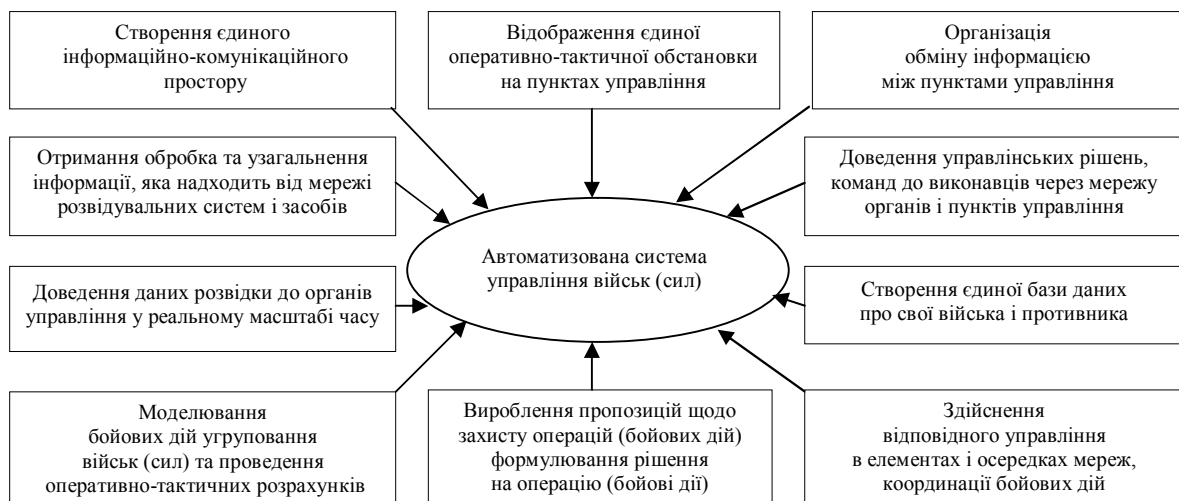 Створення єдиного
інформаційно-комунікаційного
простору
Відображення єдиної
оперативно-тактичної обстановки
на пунктах управління
Організація
обміну інформацією
між пунктами управління
Отримання обробка та узагальнення
інформації, яка надходить від мережі
розвідувальних систем і засобів
Доведення управлінських рішень,
команд до виконавців через мережу
органів і пунктів управління
Автоматизована система
управління військ (сил)
Доведення даних розвідки до органів
управління у реальному масштабі часу
Створення єдиної бази даних
про свої війська і противника
Моделювання
бойових дій угруповання
військ (сил) та проведення
оперативно-тактичних розрахунків
Вироблення пропозицій щодо
захисту операцій (бойових дій)
формулювання рішення
на операцію (бойові дії)
Здійснення
відповідного управління
в елементах і осередках мереж,
координації бойових дій